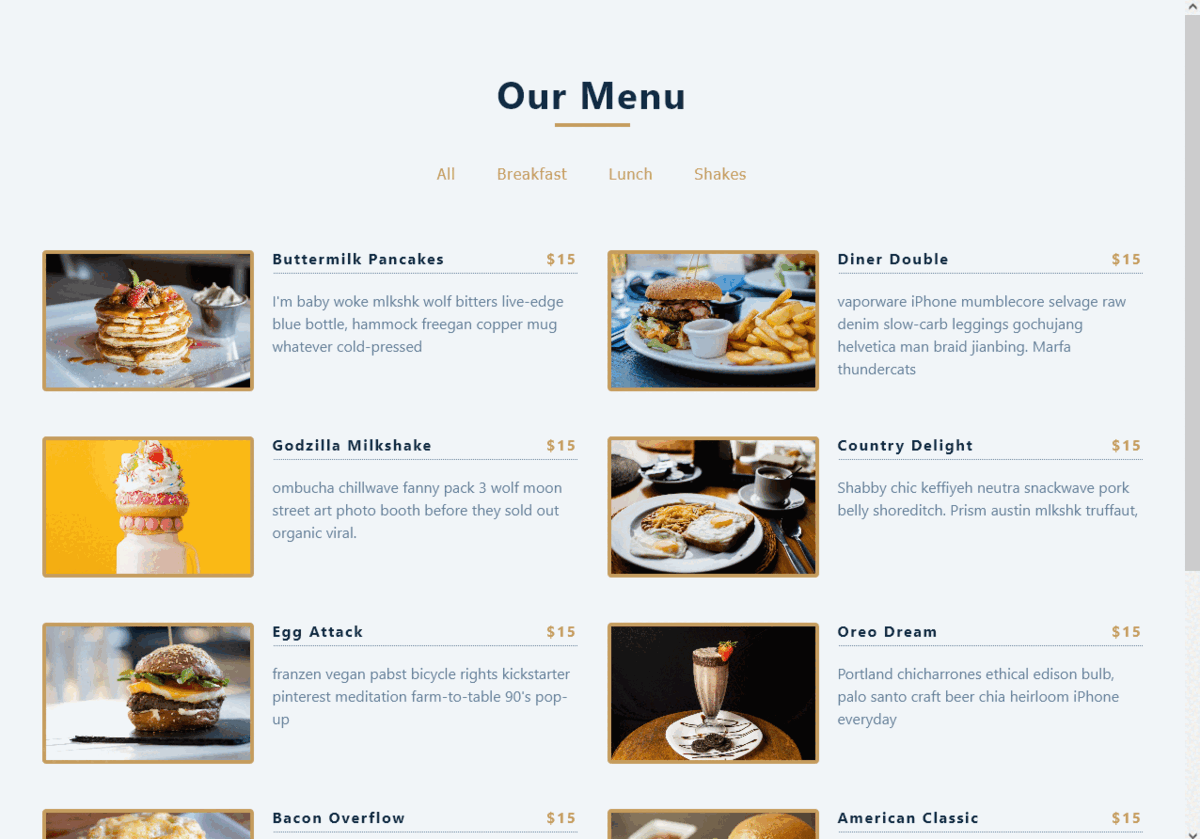 Our Menu
All Breakfast Lunch Shakes
Buttermilk Pancakes $15
I'm baby woke mlkshk wolf bitters live-edge
blue bottle, hammock freegan copper mug
whatever cold-pressed
Diner Double $15
vaporware iPhone mumblecore selvage raw
denim slow-carb leggings gochujang
helvetica man braid jianbing. Marfa
thundercats
Godzilla Milkshake $15
ombucha chillwave fanny pack 3 wolf moon
street art photo booth before they sold out
organic viral.
Country Delight $15
Shabby chic keffiyeh neutra snackwave pork
belly shoreditch. Prism austin mlkshk truffaut,
Egg Attack $15
franzen vegan pabst bicycle rights kickstarter
pinterest meditation farm-to-table 90's pop-
up
Oreo Dream $15
Portland chicharrones ethical edison bulb,
palo santo craft beer chia heirloom iPhone
everyday
Bacon Overflow $15
American Classic $15